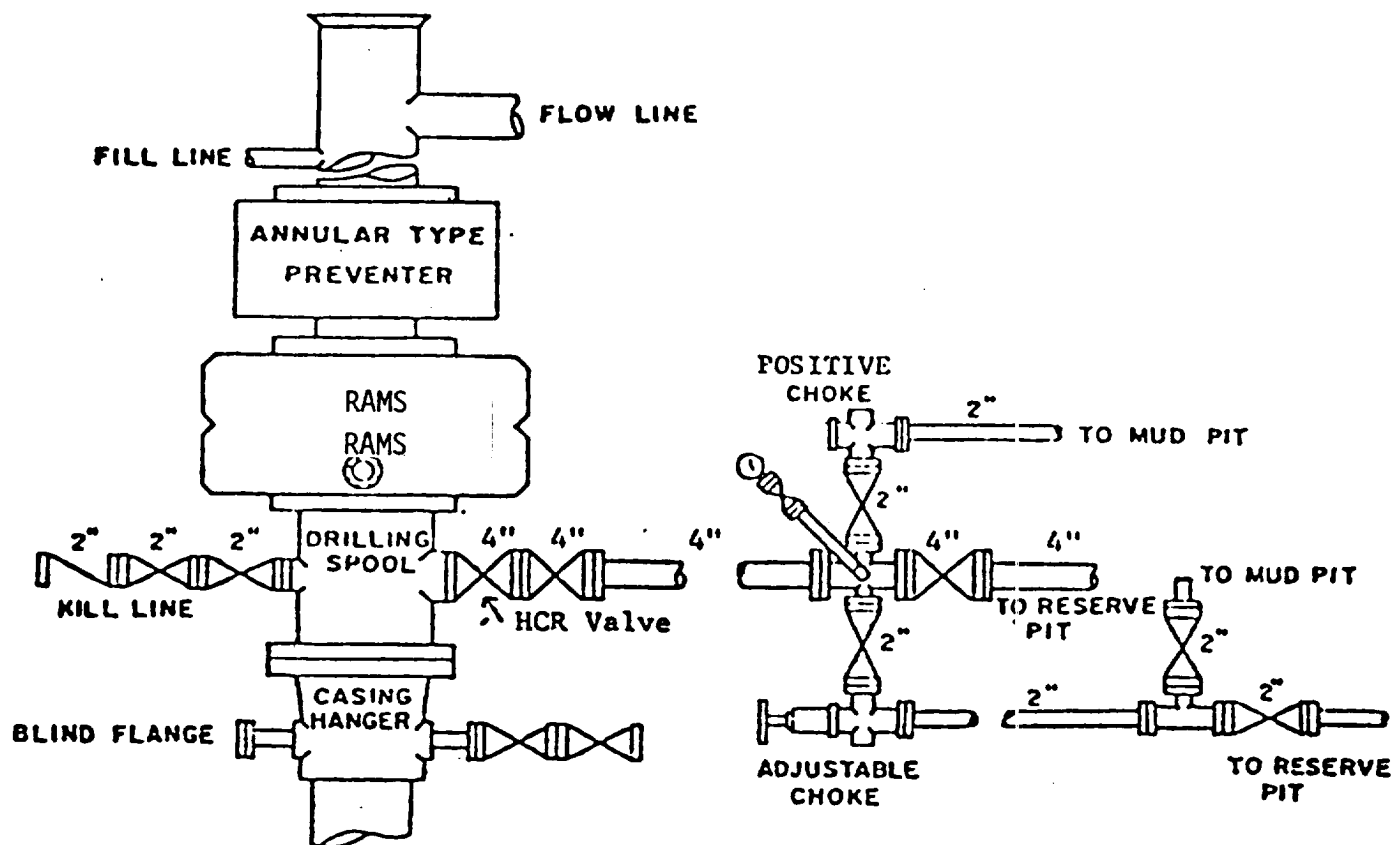 FLOW LINE
FILL LINE
ANNULAR TYPE
PREVENTER
RAMS
RAMS
POSITIVE
CHOKE
2"
TO MUD PIT
2"
2" 2" 2"
DRILLING
SPOOL
4" 4" 4"
4" 4"
KILL LINE
HCR Valve
TO RESERVE
PIT
TO MUD PIT
2"
2"
CASING
HANGER
2"
2"
BLIND FLANGE
ADJUSTABLE
CHOKE
TO RESERVE
PIT